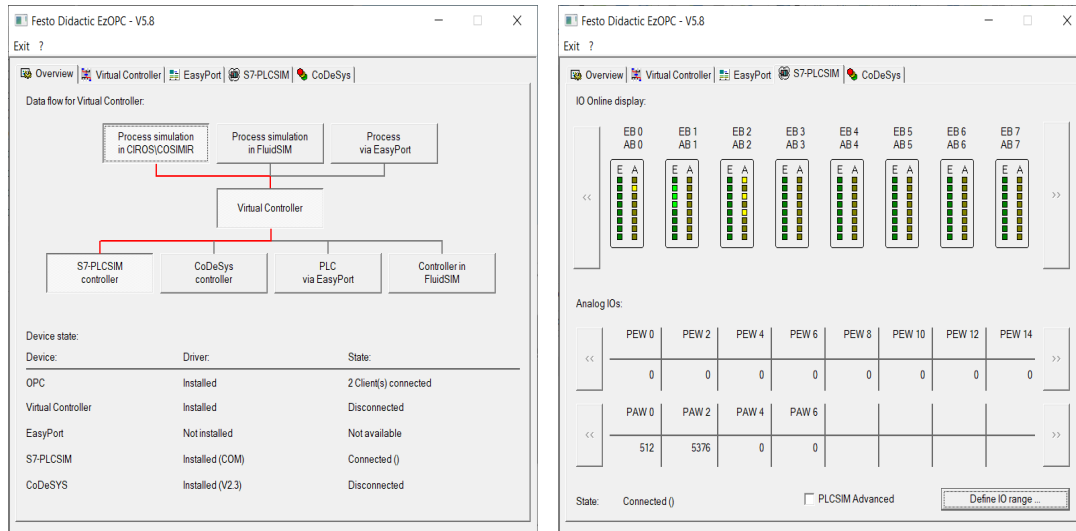 Festo Didactic EzOPC - V5.8
Exit ?
Overview Virtual Controller EasyPort S7-PLCSIM CoDeSys
Data flow for Virtual Controller:
Process simulation in CIROS\COSIMIR
Process simulation in FluidSIM
Process via EasyPort
Virtual Controller
S7-PLCSIM controller
CoDeSys controller
PLC via EasyPort
Controller in FluidSIM
Device state:
Device: Driver: State:
OPC Installed 2 Client(s) connected
Virtual Controller Installed Disconnected
EasyPort Not installed Not available
S7-PLCSIM Installed (COM) Connected ()
CoDeSYS Installed (V2.3) Disconnected
Festo Didactic EzOPC - V5.8
Exit ?
Overview Virtual Controller EasyPort S7-PLCSIM CoDeSys
IO Online display:
EB 0 EB 1 EB 2 EB 3 EB 4 EB 5 EB 6 EB 7
AB 0 AB 1 AB 2 AB 3 AB 4 AB 5 AB 6 AB 7
E A E A E A E A E A E A E A E A
<< >>
Analog IOs:
PEW 0 PEW 2 PEW 4 PEW 6 PEW 8 PEW 10 PEW 12 PEW 14
<< >>
0 0 0 0 0 0 0 0
PAW 0 PAW 2 PAW 4 PAW 6
<< >>
512 5376 0 0
State: Connected () PLCSIM Advanced Define IO range ...